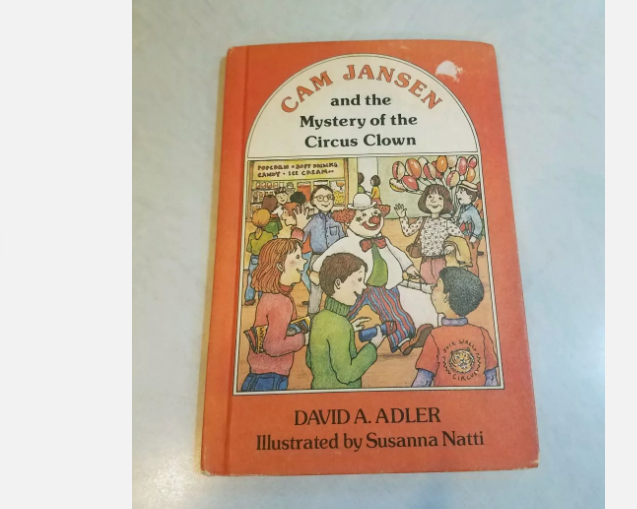 CAM JANSEN
and the
Mystery of the
Circus Clown
POPCORN • SOFT DRINKS
CANDY • ICE CREAM
CIRCUS
DAVID A. ADLER
Illustrated by Susanna Natti